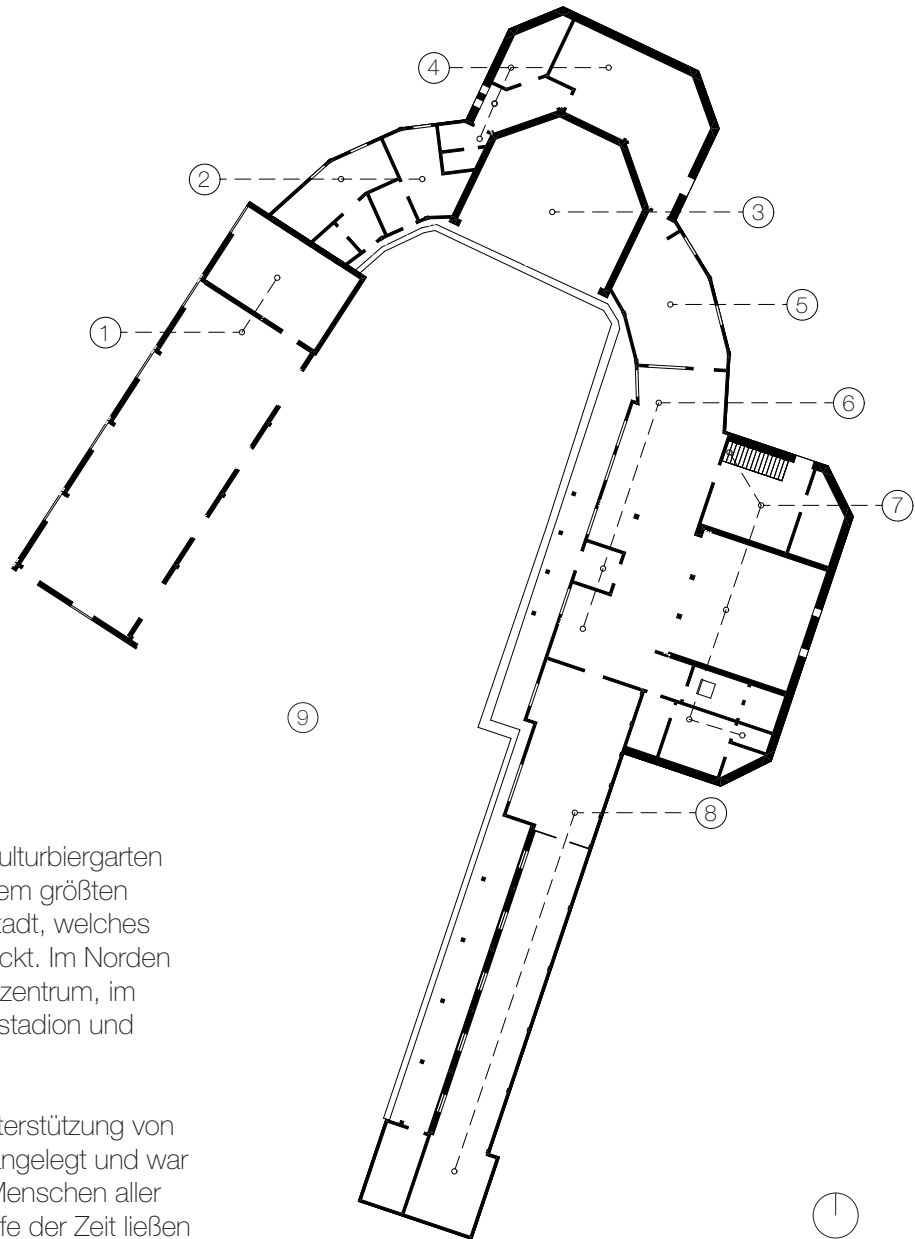 4
2
3
5
1
6
7
9
8
ulturbiergarten
em größten
tadt, welches
ckt. Im Norden
zentrum, im
stadion und
terstützung von
angelegt und war
Menschen aller
fe der Zeit ließen